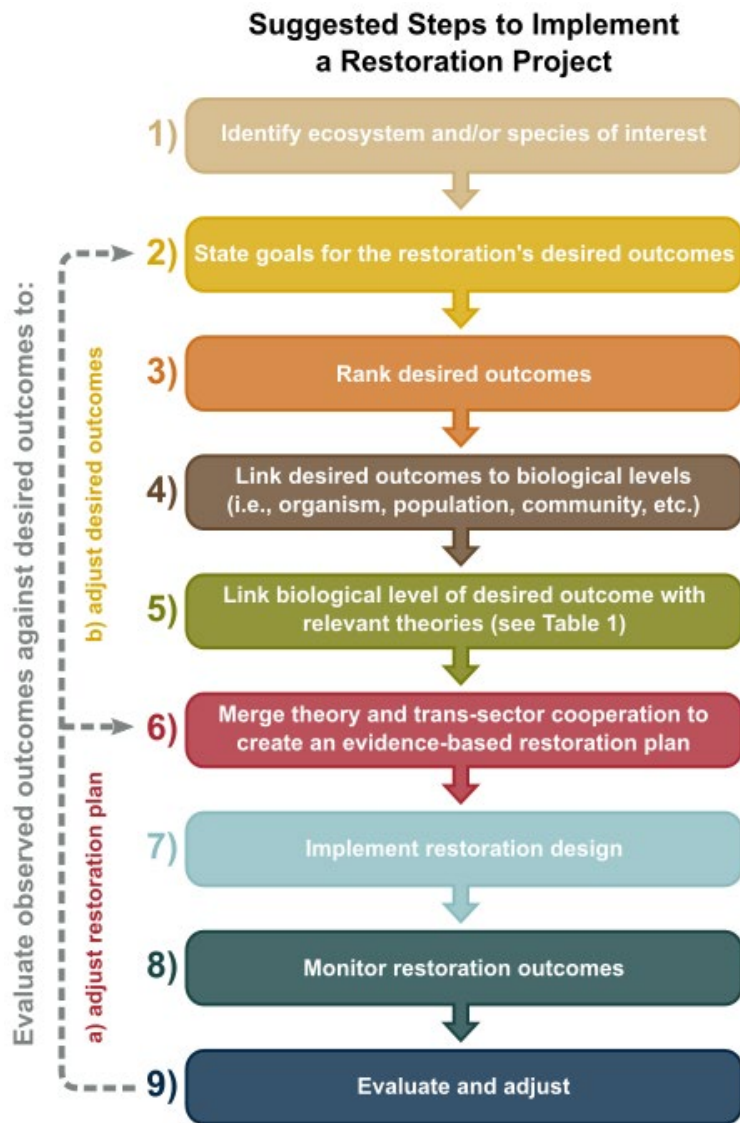 Suggested Steps to Implement
a Restoration Project
1) Identify ecosystem and/or species of interest
2) State goals for the restoration's desired outcomes
3) Rank desired outcomes
4) Link desired outcomes to biological levels
(i.e., organism, population, community, etc.)
5) Link biological level of desired outcome with
relevant theories (see Table 1)
6) Merge theory and trans-sector cooperation to
create an evidence-based restoration plan
7) Implement restoration design
8) Monitor restoration outcomes
9) Evaluate and adjust
Evaluate observed outcomes against desired outcomes to:
b) adjust desired outcomes
a) adjust restoration plan